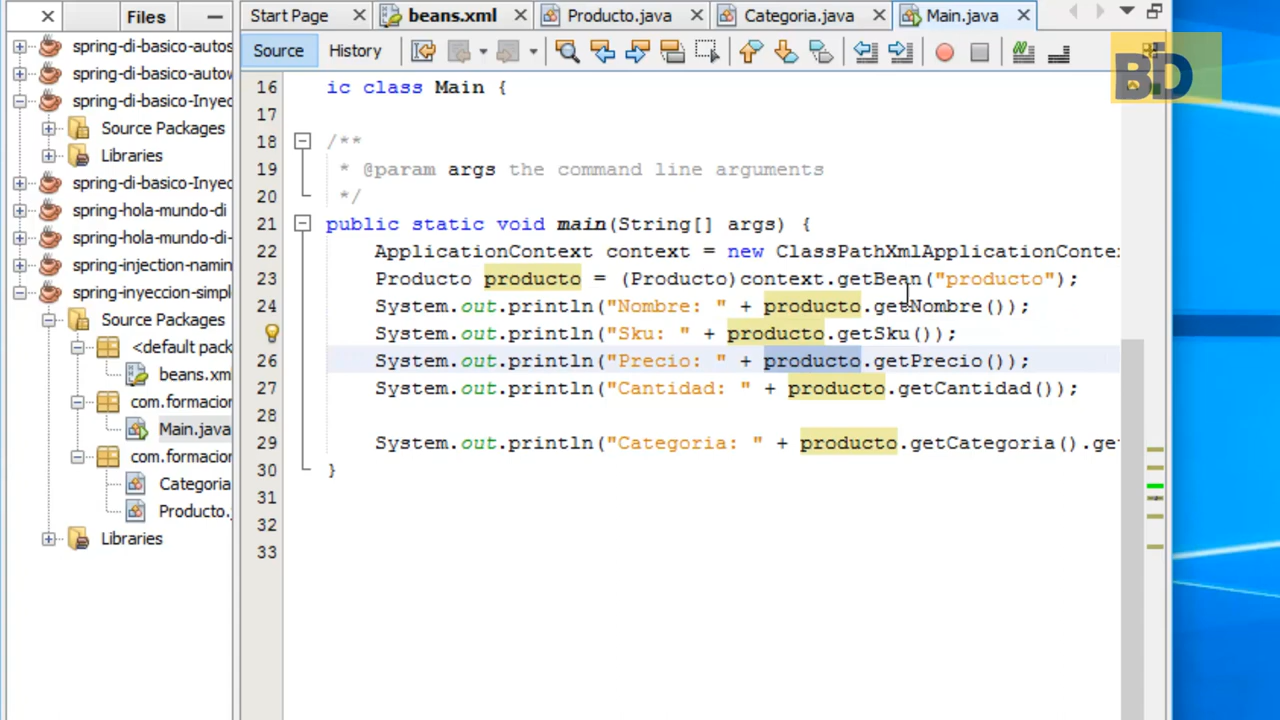 Files
Start Page
beans.xml
Producto.java
Categoria.java
Main.java
Source
History
BD
spring-di-basico-autos
spring-di-basico-autow
spring-di-basico-Inyec
Source Packages
Libraries
spring-di-basico-Inyec
spring-hola-mundo-di
spring-hola-mundo-di-
spring-injection-namin
spring-inyeccion-simpl
Source Packages
<default pack
beans.xml
com.formacion
Main.java
com.formacion
Categoria
Producto.
Libraries
16 ic class Main {
17
18 /**
19 * @param args the command line arguments
20 */
21 public static void main(String[] args) {
22 ApplicationContext context = new ClassPathXmlApplicationConte
23 Producto producto = (Producto)context.getBean("producto");
24 System.out.println("Nombre: " + producto.getNombre());
System.out.println("Sku: " + producto.getSku());
26 System.out.println("Precio: " + producto.getPrecio());
27 System.out.println("Cantidad: " + producto.getCantidad());
28
29 System.out.println("Categoria: " + producto.getCategoria().get
30 }
31
32
33